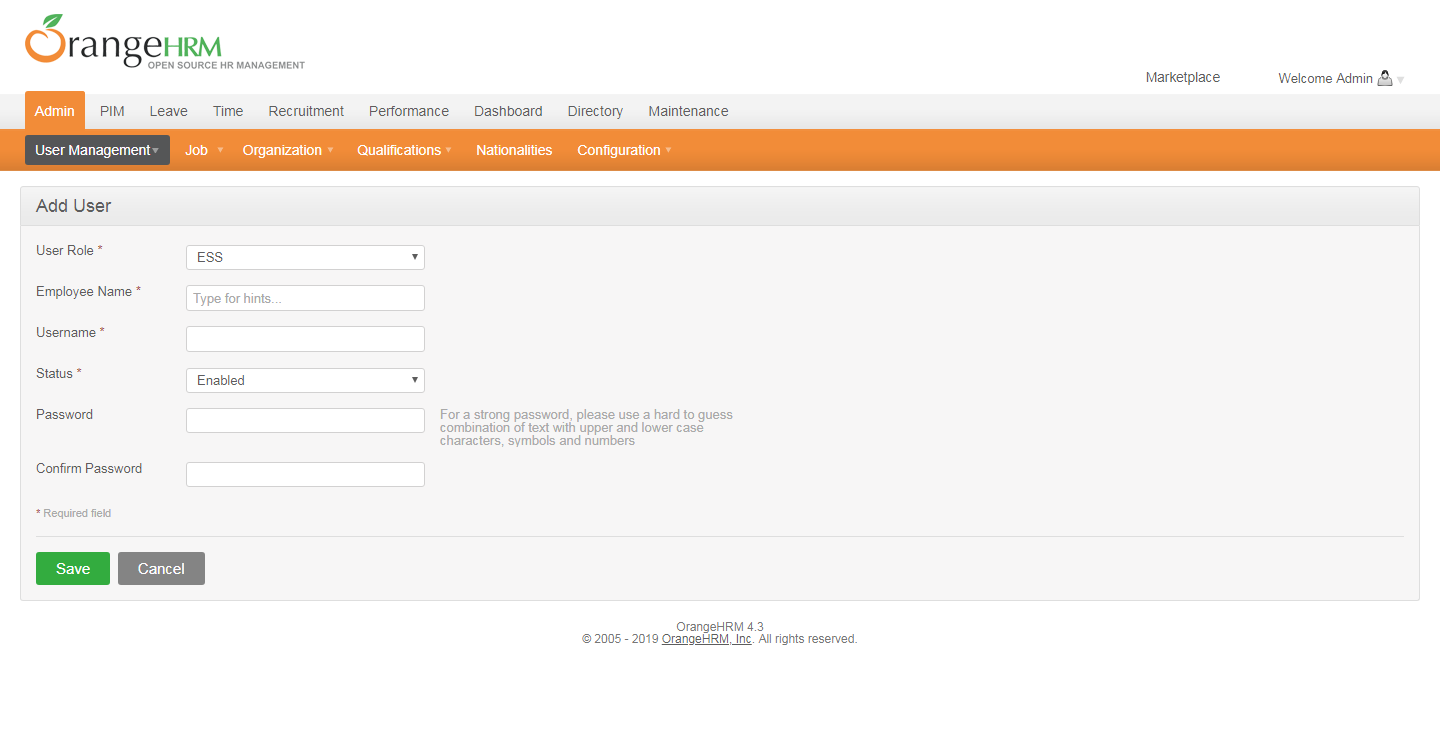 OrangeHRM
OPEN SOURCE HR MANAGEMENT
Marketplace
Welcome Admin
Admin PIM Leave Time Recruitment Performance Dashboard Directory Maintenance
User Management Job Organization Qualifications Nationalities Configuration
Add User
User Role *
ESS
Employee Name *
Type for hints...
Username *
Status *
Enabled
Password
For a strong password, please use a hard to guess
combination of text with upper and lower case
characters, symbols and numbers
Confirm Password
* Required field
Save Cancel
OrangeHRM 4.3
© 2005 - 2019 OrangeHRM, Inc. All rights reserved.